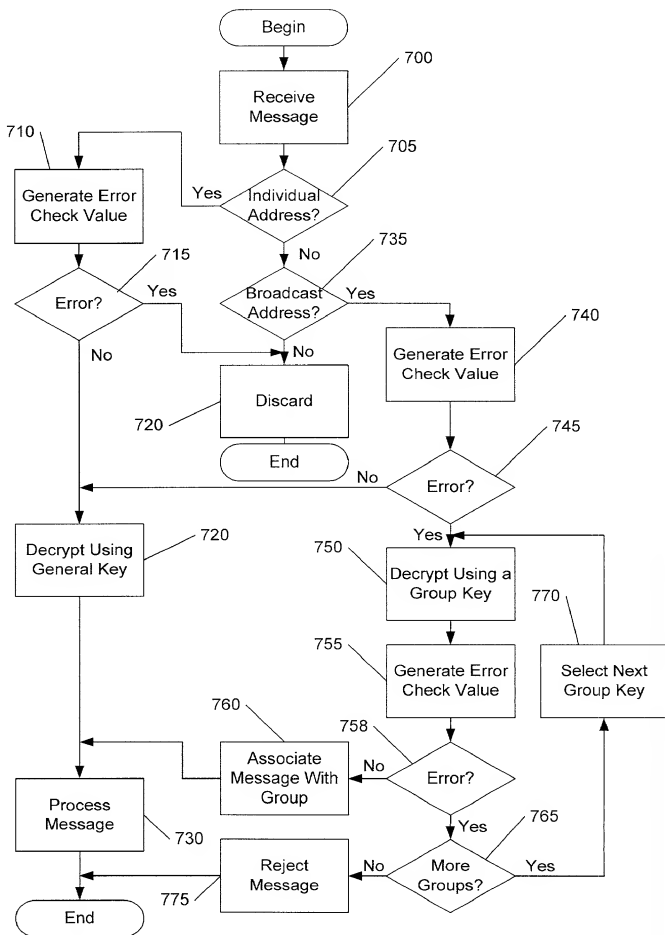 Begin
700
Receive
Message
710
705
Yes
Individual
Address?
Generate Error
Check Value
No
735
715
Error?
Yes
Broadcast
Address?
Yes
740
No
No
Generate Error
Check Value
Discard
720
745
End
No
Error?
Yes
720
750
Decrypt Using
General Key
Decrypt Using a
Group Key
770
755
Generate Error
Check Value
Select Next
Group Key
760
758
Associate
Message With
Group
No
Error?
Process
Message
730
Yes
765
Reject
Message
No
More
Groups?
Yes
775
End